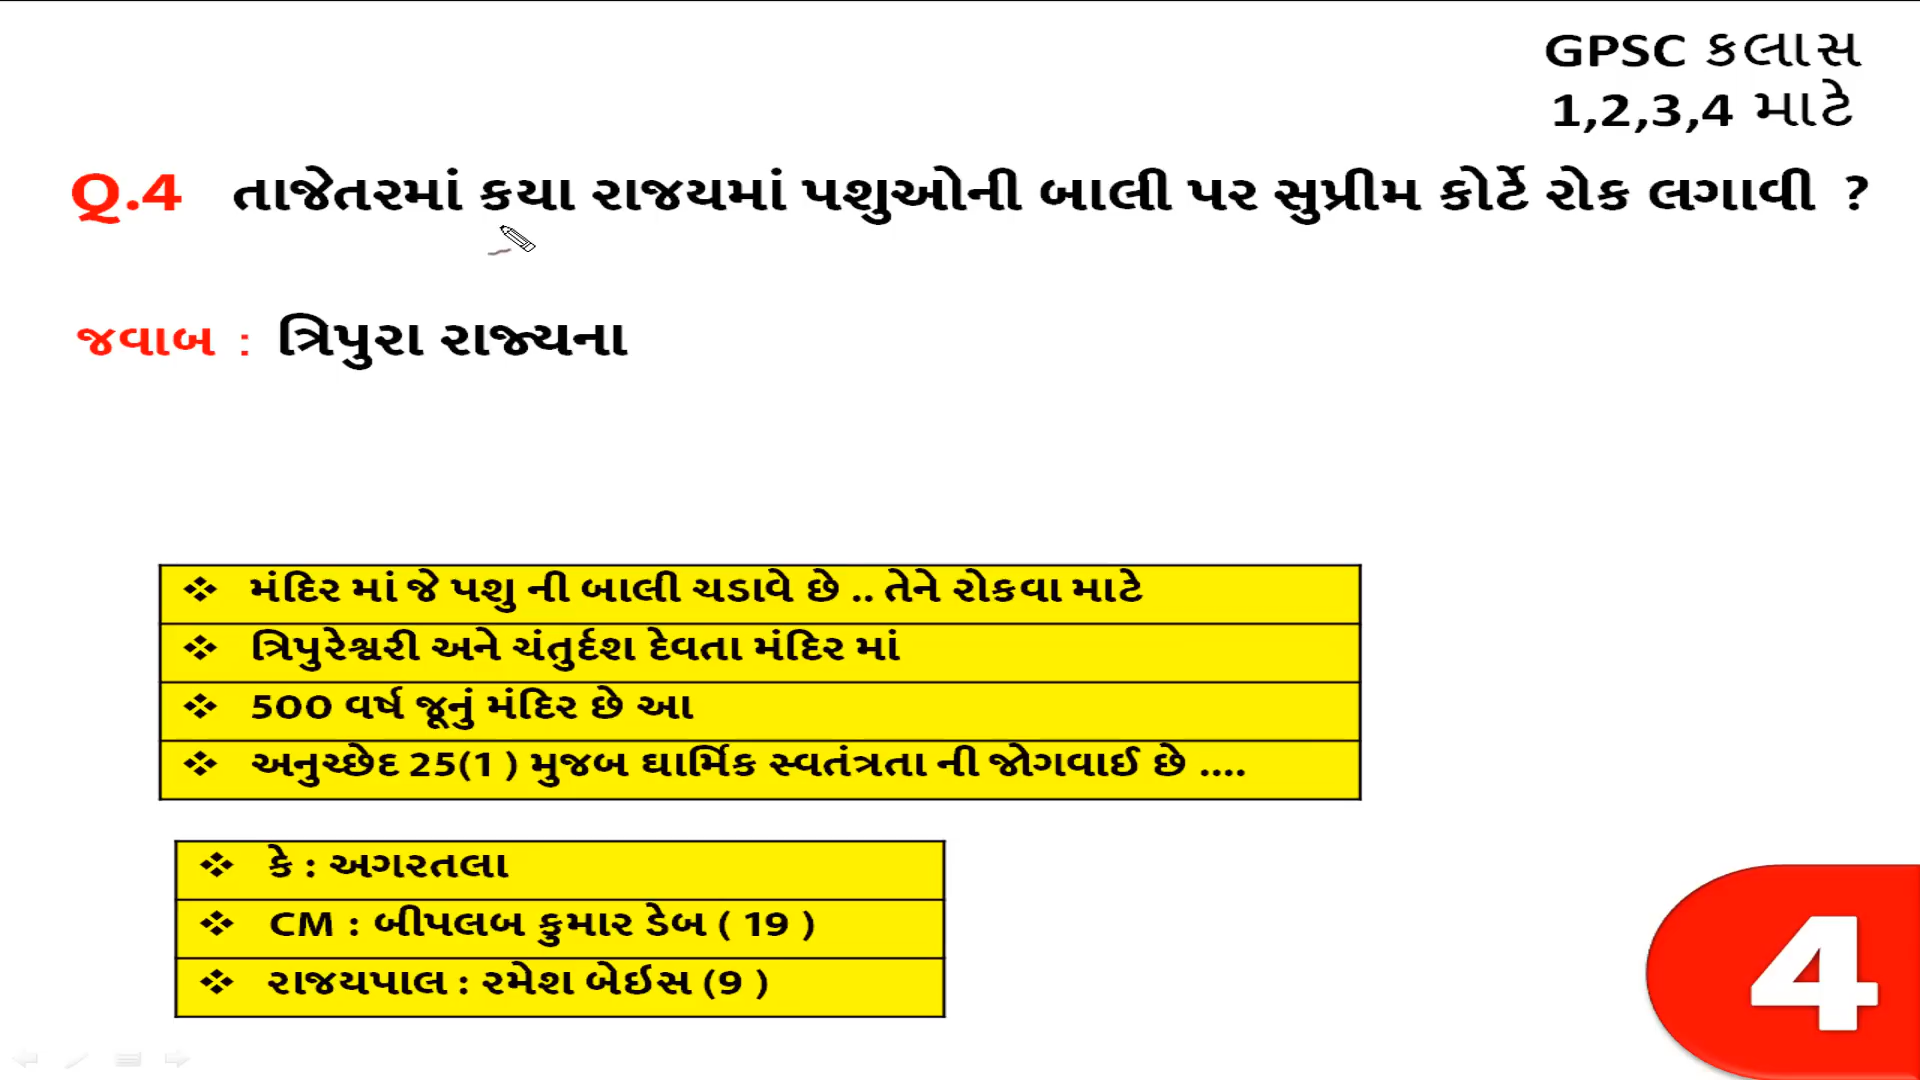 GPSC કલાસ
1,2,3,4 માટે
Q.4 તાજેતરમાં કયા રાજયમાં પશુઓની બાલી પર સુપ્રીમ કોર્ટે રોક લગાવી ?
જવાબ : ત્રિપુરા રાજ્યના
❖ મંદિર માં જે પશુ ની બાલી ચડાવે છે .. તેને રોકવા માટે
❖ ત્રિપુરેશ્વરી અને ચંતુર્દશ દેવતા મંદિર માં
❖ 500 વર્ષ જૂનું મંદિર છે આ
❖ અનુચ્છેદ 25(1 ) મુજબ ઘાર્મિક સ્વતંત્રતા ની જોગવાઈ છે ....
❖ કે : અગરતલા
❖ CM : બીપલબ કુમાર ડેબ ( 19 )
❖ રાજયપાલ : રમેશ બેઇસ (9 )
4